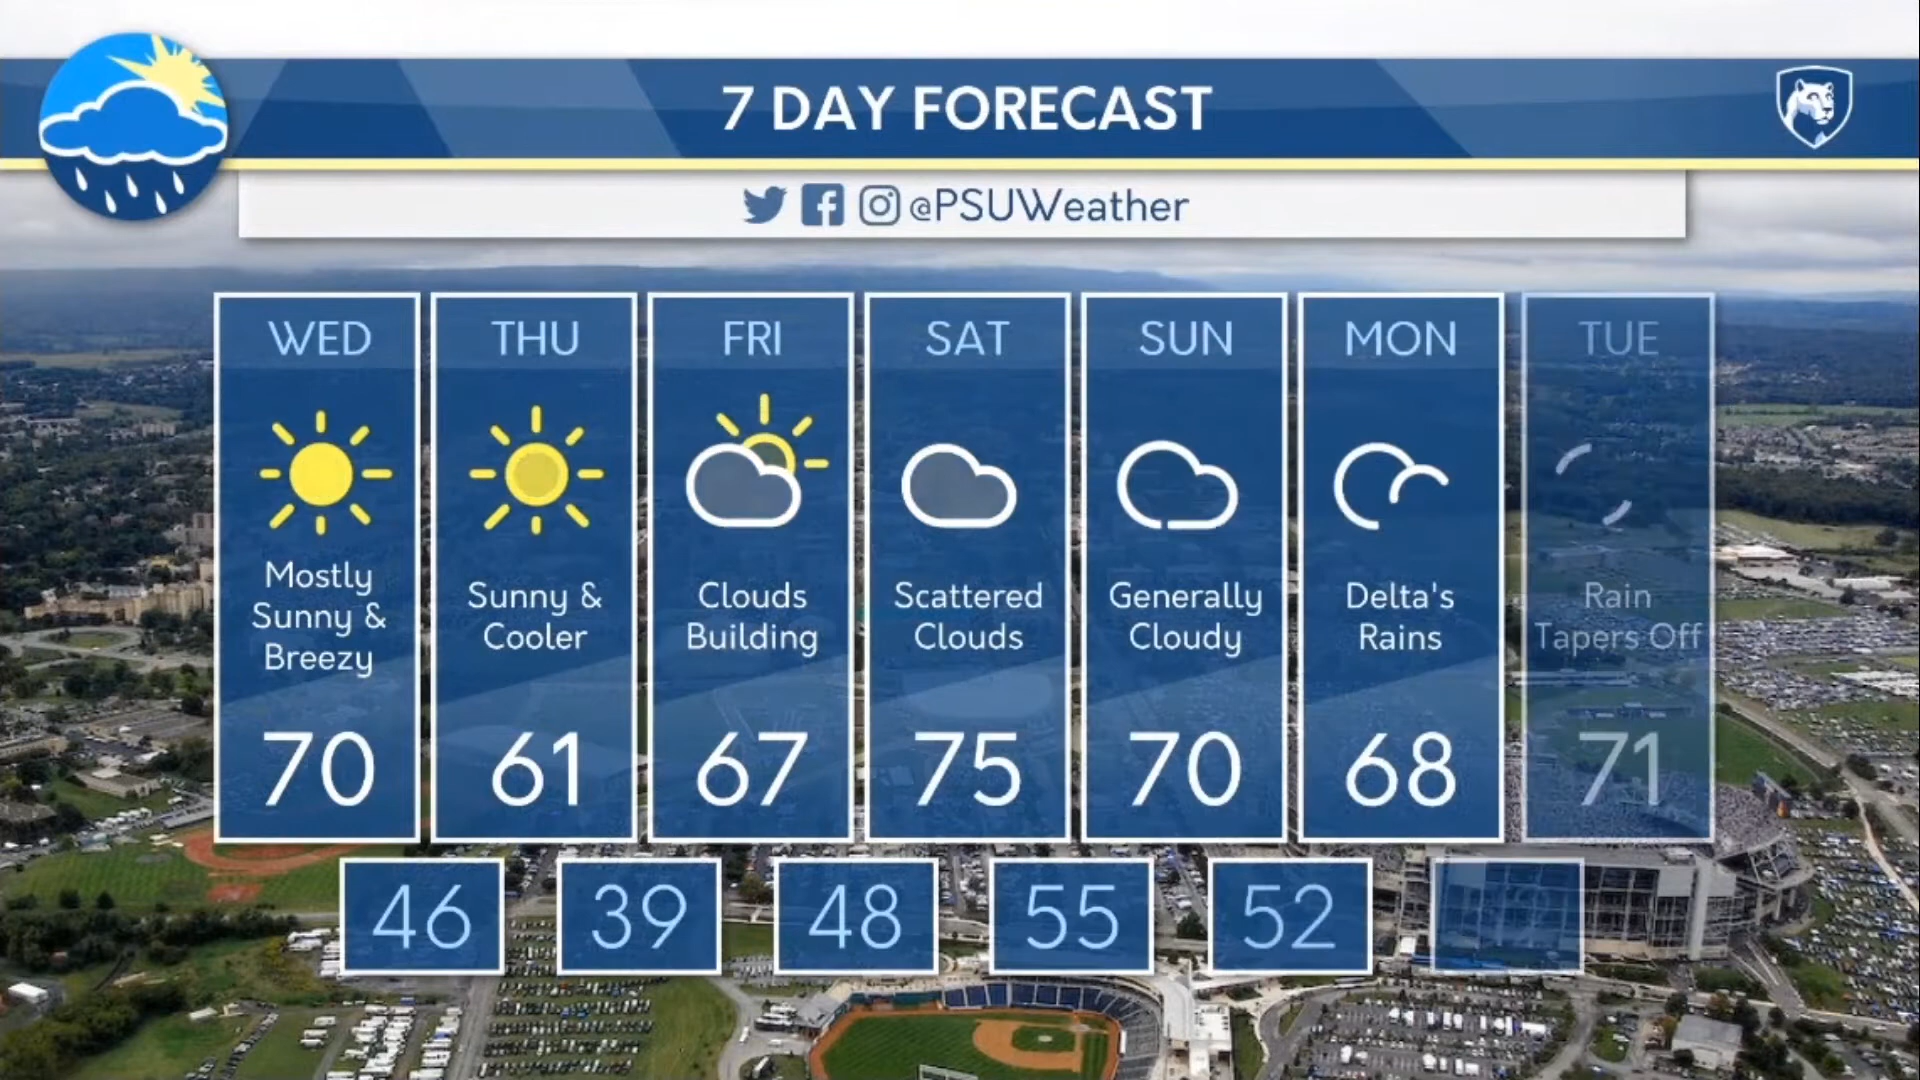 7 DAY FORECAST
@PSUWeather
WED
Mostly
Sunny &
Breezy
70
THU
Sunny &
Cooler
61
FRI
Clouds
Building
67
SAT
Scattered
Clouds
75
SUN
Generally
Cloudy
70
MON
Delta's
Rains
68
TUE
Rain
Tapers Off
71
46
39
48
55
52